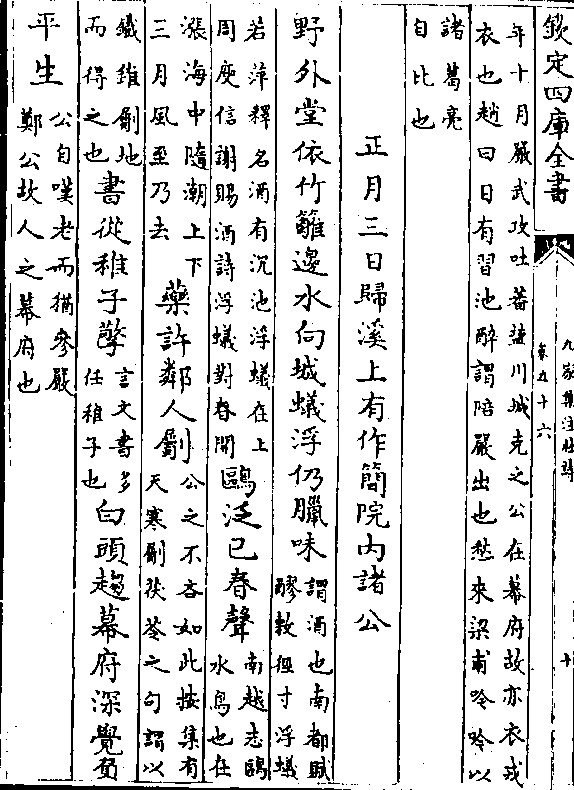 欽定四庫全書
九家集注杜詩
卷二十六
十
年十月嚴武攻吐蕃鹽川城克之公在幕府故亦衣戎
衣也趙曰日有習池醉謂陪嚴出也愁來梁甫吟吟以
諸葛亮
自比也
正月三日歸溪上有作簡院內諸公
野外堂依竹籬邊水向城蟻浮仍臘味
謂酒也南都賦
醪敷徑寸浮蟻
若萍釋名酒有沉池浮蟻在上
周庾信謝賜酒詩浮蟻對春開
鷗泛已春聲
南越志鷗
水鳥也在
漲海中隨潮上下
三月風至乃去
藥許鄰人劚
公之不吝如此按集有
天寒劚茯苓之句謂以
鐵錐劚地
而得之也
書從稚子擎
言文書多
任稚子也
白頭趨幕府深覺負
平生
公自嘆老而猶參嚴
鄭公故人之幕府也